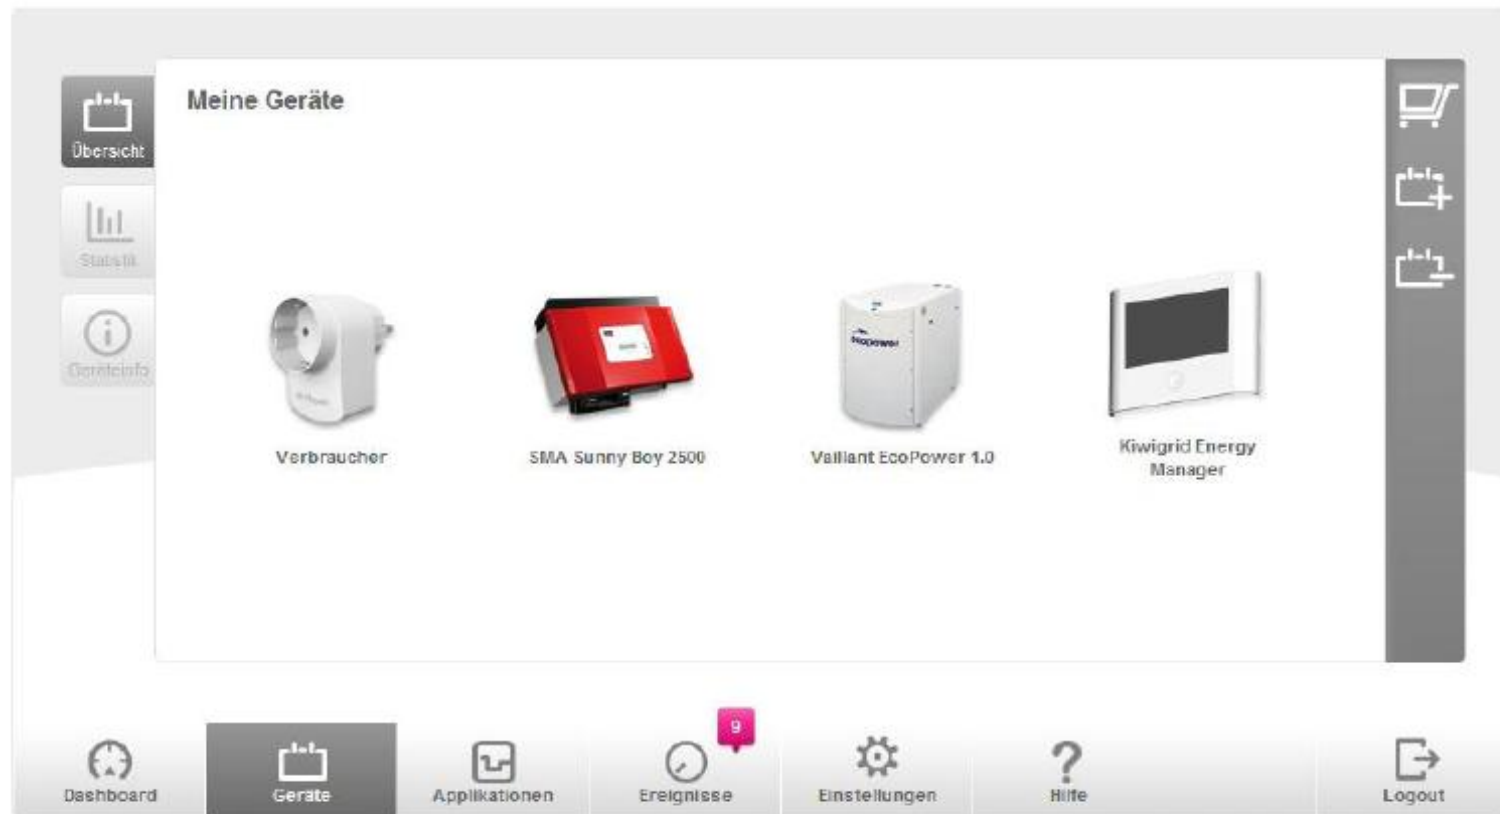 Meine Geräte
Übersicht
Statistik
Geräteinfo
ecopower
Verbraucher
SMA Sunny Boy 2500
Vaillant EcoPower 1.0
Kiwigrid Energy
Manager
9
Dashboard
Geräte
Applikationen
Ereignisse
Einstellungen
Hilfe
Logout